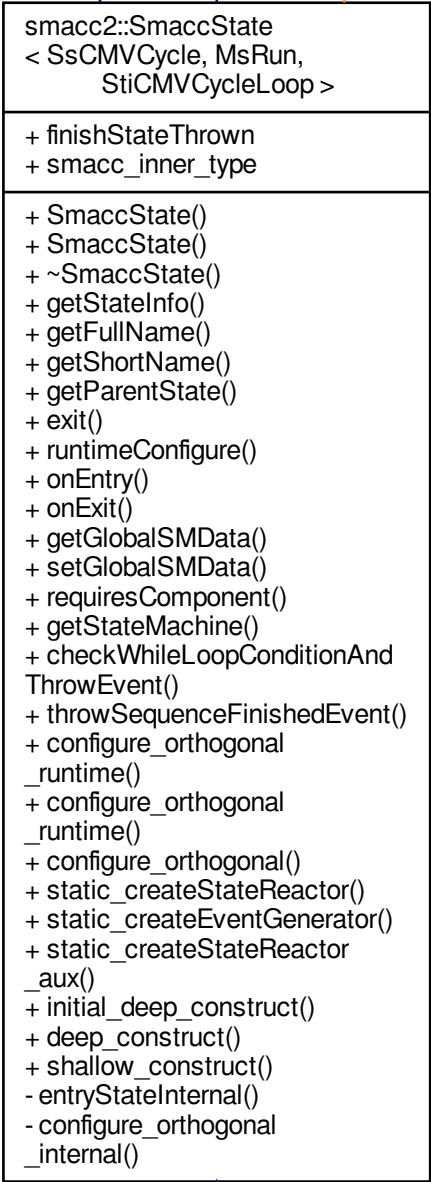 smacc2::SmaccState
< SsCMVCycle, MsRun,
StiCMVCycleLoop >
+ finishStateThrown
+ smacc_inner_type
+ SmaccState()
+ SmaccState()
+ ~SmaccState()
+ getStateInfo()
+ getFullName()
+ getShortName()
+ getParentState()
+ exit()
+ runtimeConfigure()
+ onEntry()
+ onExit()
+ getGlobalSMData()
+ setGlobalSMData()
+ requiresComponent()
+ getStateMachine()
+ checkWhileLoopConditionAnd
ThrowEvent()
+ throwSequenceFinishedEvent()
+ configure_orthogonal
_runtime()
+ configure_orthogonal
_runtime()
+ configure_orthogonal()
+ static_createStateReactor()
+ static_createEventGenerator()
+ static_createStateReactor
_aux()
+ initial_deep_construct()
+ deep_construct()
+ shallow_construct()
- entryStateInternal()
- configure_orthogonal
_internal()